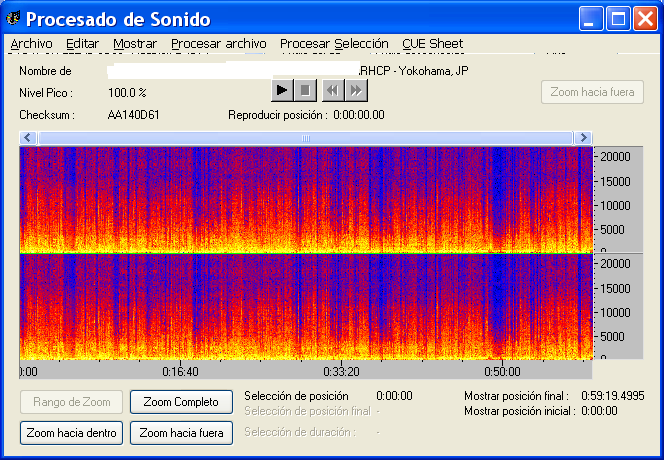 Procesado de Sonido
Archivo Editar Mostrar Procesar archivo Procesar Selección CUE Sheet
Nombre de RHCP - Yokohama, JP
Nivel Pico : 100.0 %
Zoom hacia fuera
Checksum : AA140D61 Reproducir posición : 0:00:00.00
20000
15000
10000
5000
0
20000
15000
10000
5000
0
:00 0:16:40 0:33:20 0:50:00
Rango de Zoom Zoom Completo Selección de posición 0:00:00 Mostrar posición final : 0:59:19.4995
Selección de posición final - Mostrar posición inicial : 0:00:00
Zoom hacia dentro Zoom hacia fuera Selección de duración : -